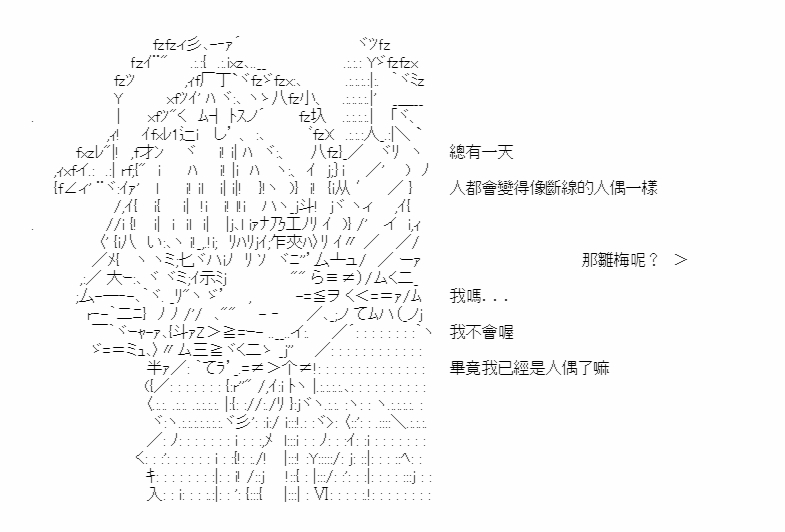 總有一天
人都會變得像斷線的人偶一樣
那雛梅呢？ ＞
我嗎...
我不會喔
畢竟我已經是人偶了嘛